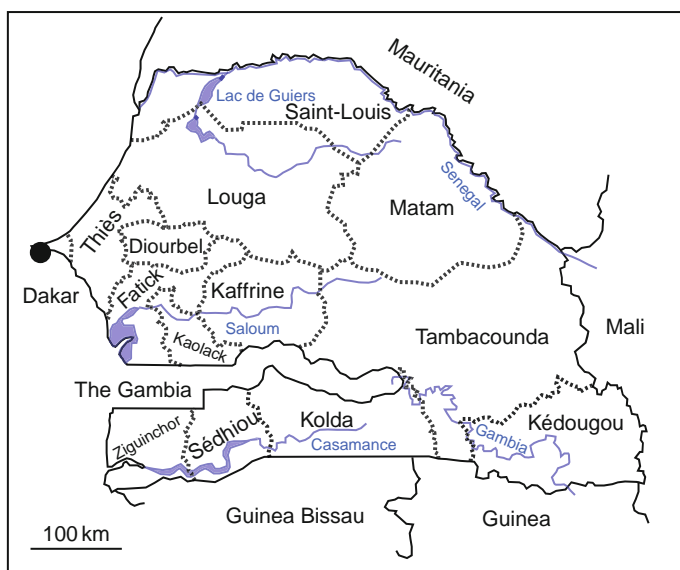 Mauritania
Lac de Guiers
Saint-Louis
Senegal
Louga
Matam
Thiès
Diourbel
Dakar
Fatick
Kaffrine
Saloum
Kaolack
Tambacounda
Mali
The Gambia
Ziguinchor
Sédhiou
Kolda
Casamance
Kédougou
Gambia
Guinea Bissau
Guinea
100 km